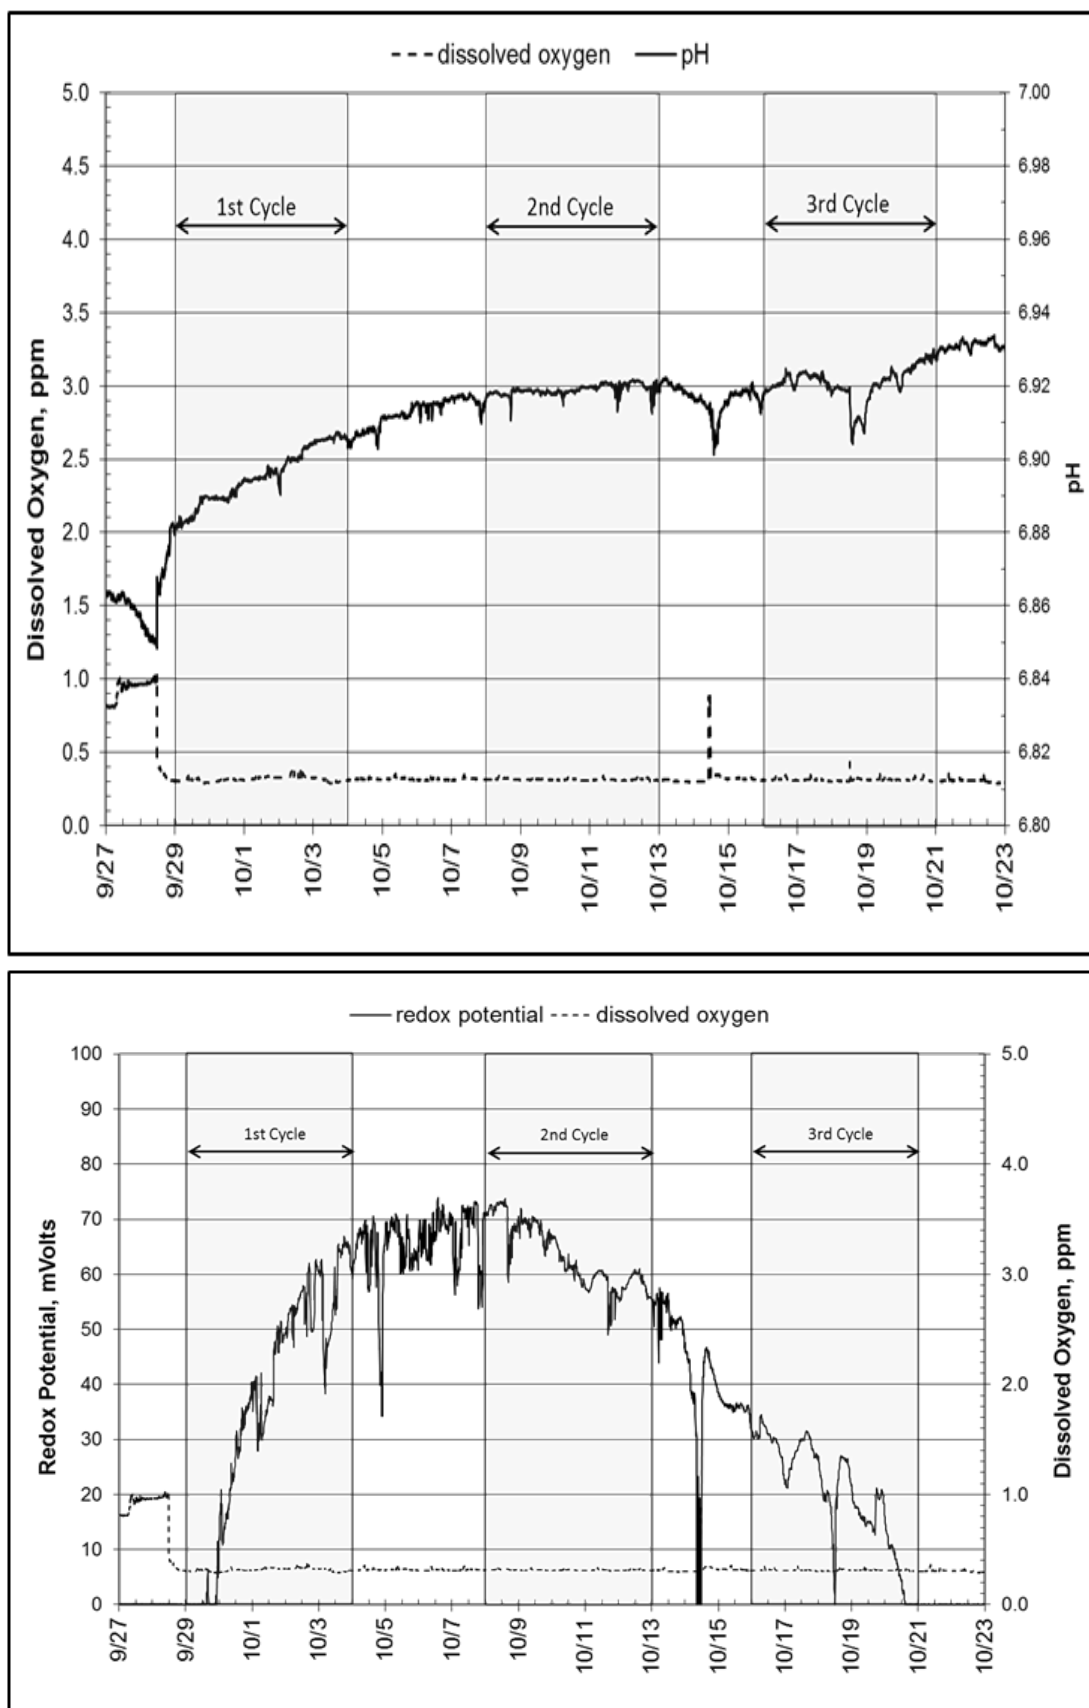 dissolved oxygen pH
5.0 7.00
4.5 6.98
1st Cycle 2nd Cycle 3rd Cycle
4.0 6.96
3.5 6.94
3.0 6.92
2.5 6.90
2.0 6.88
1.5 6.86
1.0 6.84
0.5 6.82
0.0 6.80
Dissolved Oxygen, ppm
pH
9/27 9/29 10/1 10/3 10/5 10/7 10/9 10/11 10/13 10/15 10/17 10/19 10/21 10/23
redox potential dissolved oxygen
100 5.0
90
1st Cycle 2nd Cycle 3rd Cycle
80 4.0
70
60 3.0
50
40 2.0
30
20 1.0
10
0 0.0
Redox Potential, mVolts
Dissolved Oxygen, ppm
9/27 9/29 10/1 10/3 10/5 10/7 10/9 10/11 10/13 10/15 10/17 10/19 10/21 10/23